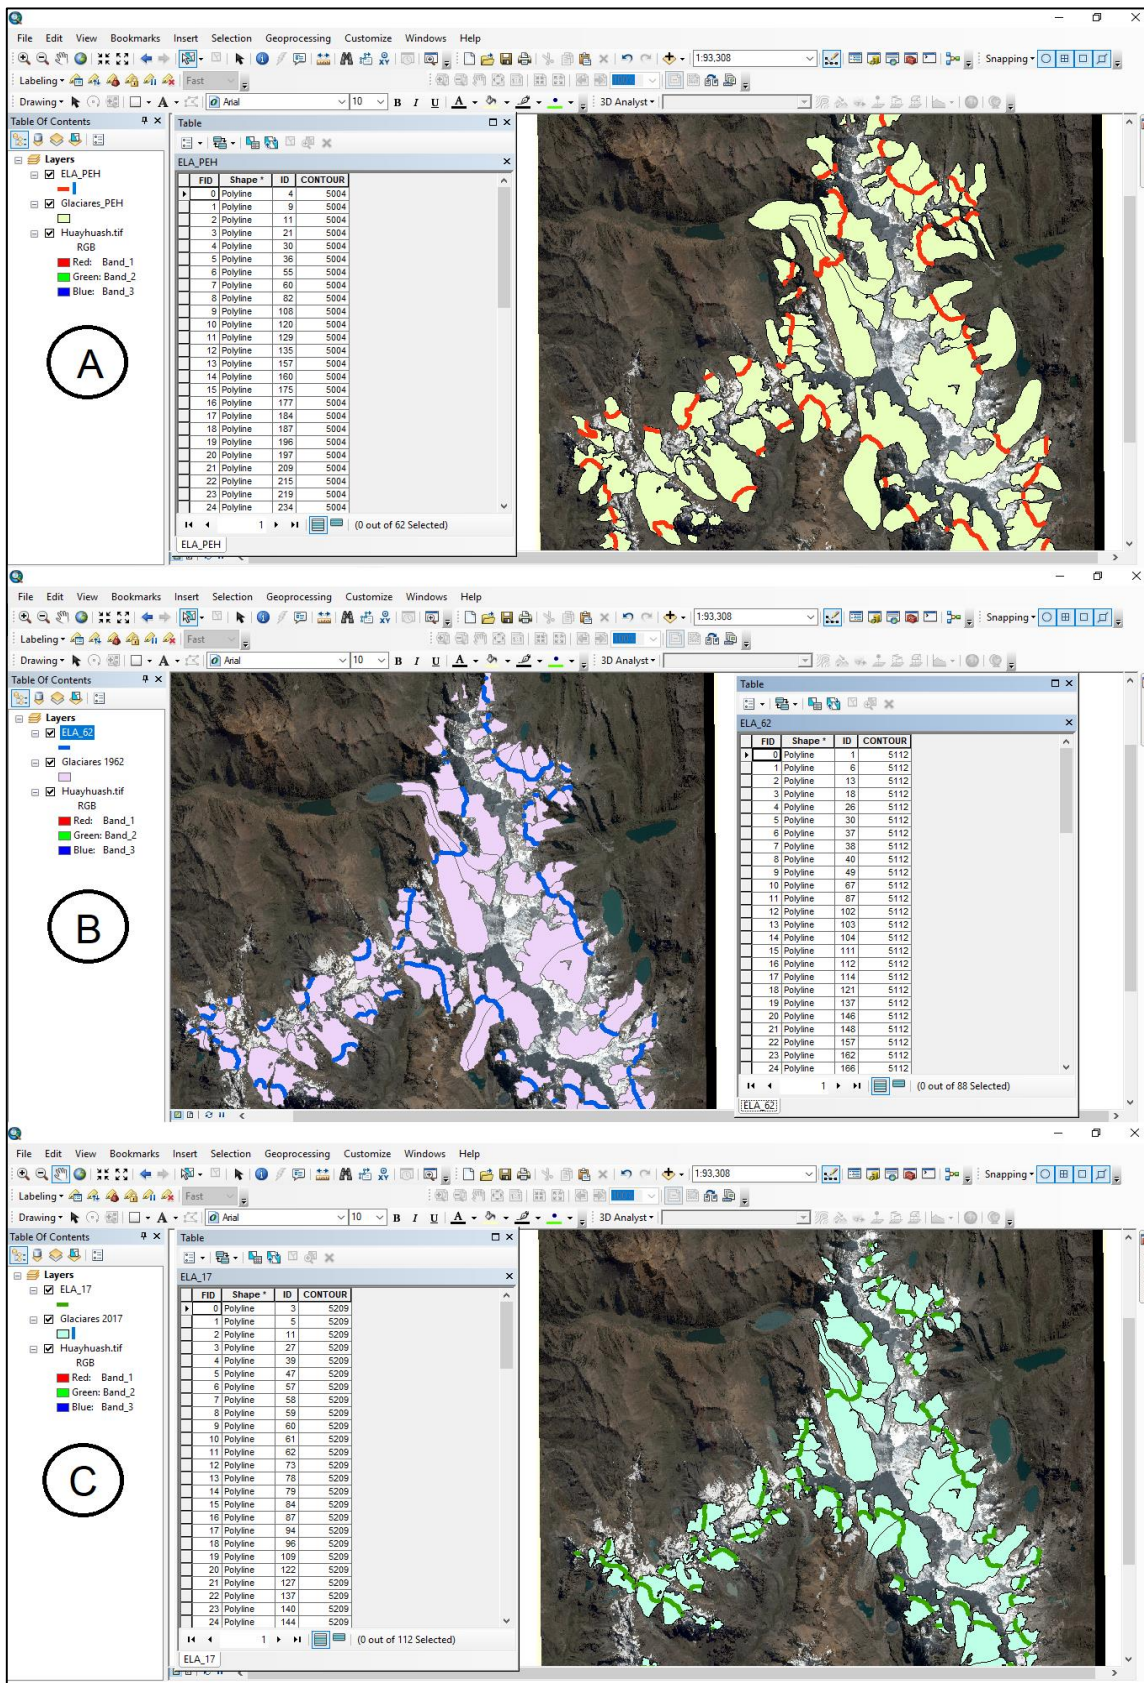 File Edit View Bookmarks Insert Selection Geoprocessing Customize Windows Help
1:93,308 Snapping
Labeling Fast
Drawing A Arial 10 B I U A 3D Analyst
Table Of Contents
Layers
ELA_PEH
Glaciares_PEH
Huayhuash.tif
RGB
Red: Band_1
Green: Band_2
Blue: Band_3
A
Table
ELA_PEH
FID Shape * ID CONTOUR
0 Polyline 4 5004
1 Polyline 9 5004
2 Polyline 11 5004
3 Polyline 21 5004
4 Polyline 30 5004
5 Polyline 36 5004
6 Polyline 55 5004
7 Polyline 60 5004
8 Polyline 82 5004
9 Polyline 108 5004
10 Polyline 120 5004
11 Polyline 129 5004
12 Polyline 135 5004
13 Polyline 157 5004
14 Polyline 160 5004
15 Polyline 175 5004
16 Polyline 177 5004
17 Polyline 184 5004
18 Polyline 187 5004
19 Polyline 196 5004
20 Polyline 197 5004
21 Polyline 209 5004
22 Polyline 215 5004
23 Polyline 219 5004
24 Polyline 234 5004
1 (0 out of 62 Selected)
ELA_PEH
File Edit View Bookmarks Insert Selection Geoprocessing Customize Windows Help
1:93,308 Snapping
Labeling Fast
Drawing A Arial 10 B I U A 3D Analyst
Table Of Contents
Layers
ELA_62
Glaciares 1962
Huayhuash.tif
RGB
Red: Band_1
Green: Band_2
Blue: Band_3
B
Table
ELA_62
FID Shape * ID CONTOUR
0 Polyline 1 5112
1 Polyline 6 5112
2 Polyline 13 5112
3 Polyline 18 5112
4 Polyline 26 5112
5 Polyline 30 5112
6 Polyline 37 5112
7 Polyline 38 5112
8 Polyline 40 5112
9 Polyline 49 5112
10 Polyline 67 5112
11 Polyline 87 5112
12 Polyline 102 5112
13 Polyline 103 5112
14 Polyline 104 5112
15 Polyline 111 5112
16 Polyline 112 5112
17 Polyline 114 5112
18 Polyline 121 5112
19 Polyline 137 5112
20 Polyline 146 5112
21 Polyline 148 5112
22 Polyline 157 5112
23 Polyline 162 5112
24 Polyline 166 5112
1 (0 out of 88 Selected)
ELA_62
File Edit View Bookmarks Insert Selection Geoprocessing Customize Windows Help
1:93,308 Snapping
Labeling Fast
Drawing A Arial 10 B I U A 3D Analyst
Table Of Contents
Layers
ELA_17
Glaciares 2017
Huayhuash.tif
RGB
Red: Band_1
Green: Band_2
Blue: Band_3
C
Table
ELA_17
FID Shape * ID CONTOUR
0 Polyline 3 5209
1 Polyline 5 5209
2 Polyline 11 5209
3 Polyline 27 5209
4 Polyline 39 5209
5 Polyline 47 5209
6 Polyline 57 5209
7 Polyline 58 5209
8 Polyline 59 5209
9 Polyline 60 5209
10 Polyline 61 5209
11 Polyline 62 5209
12 Polyline 73 5209
13 Polyline 78 5209
14 Polyline 79 5209
15 Polyline 84 5209
16 Polyline 87 5209
17 Polyline 94 5209
18 Polyline 96 5209
19 Polyline 109 5209
20 Polyline 122 5209
21 Polyline 127 5209
22 Polyline 137 5209
23 Polyline 140 5209
24 Polyline 144 5209
1 (0 out of 112 Selected)
ELA_17